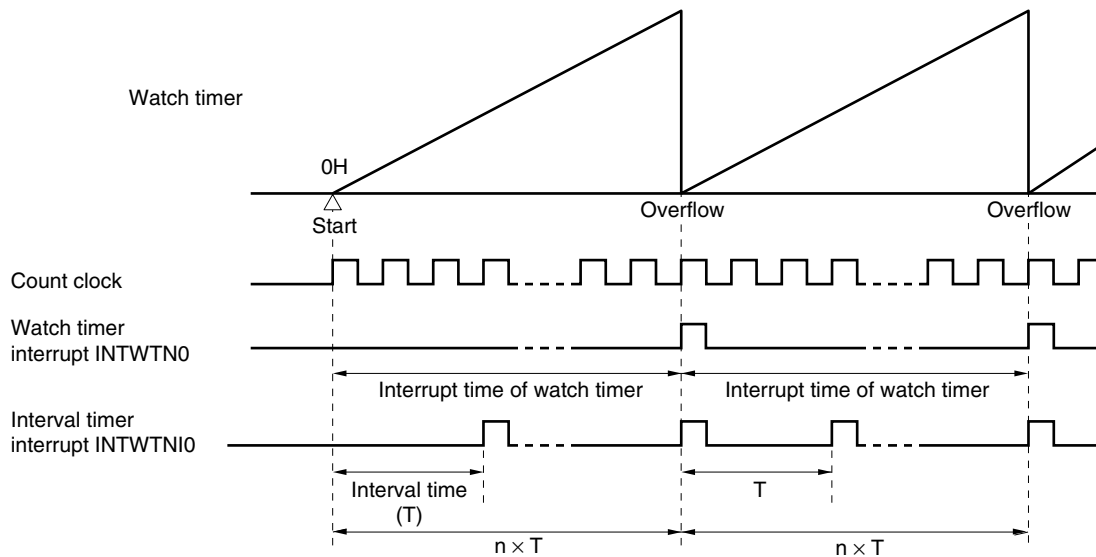 Watch timer
0H
Start
Overflow
Overflow
Count clock
Watch timer
interrupt INTWTN0
Interrupt time of watch timer
Interrupt time of watch timer
Interval timer
interrupt INTWTNI0
Interval time
(T)
T
n × T
n × T